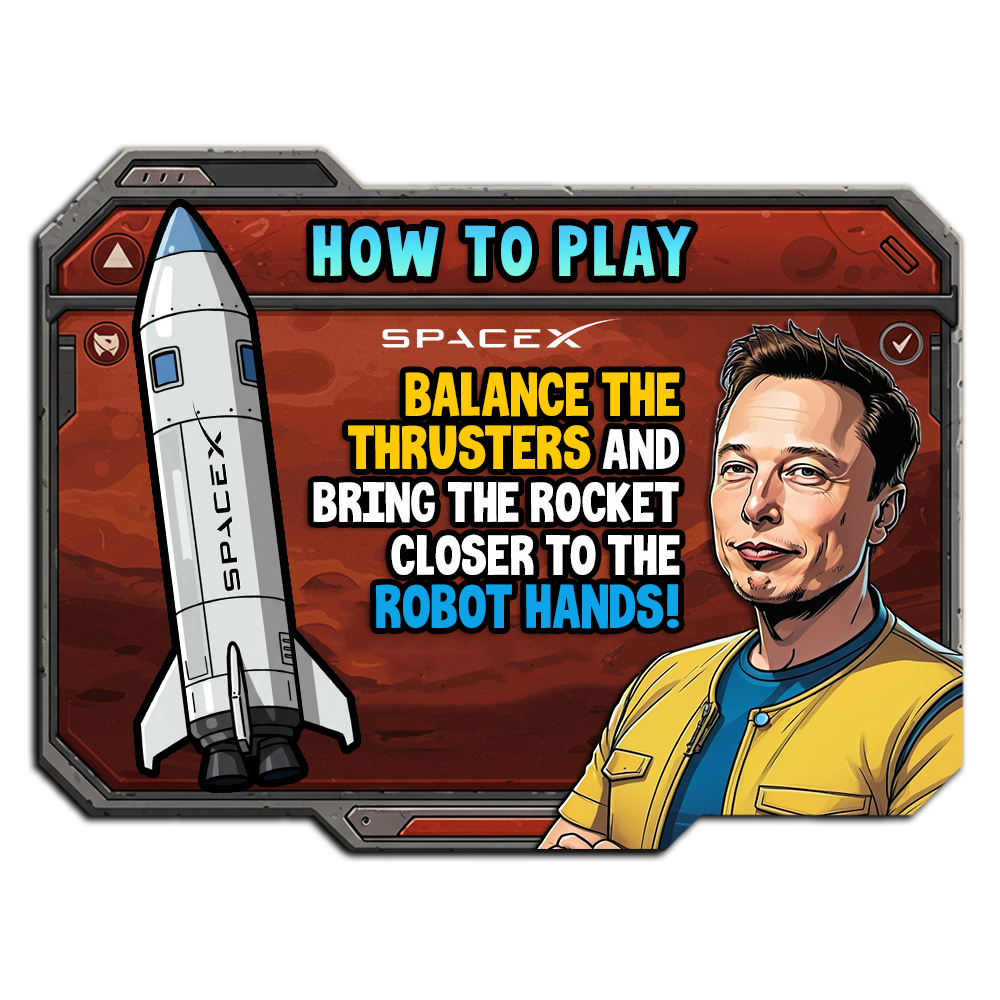 HOW TO PLAY
SPACEX
BALANCE THE
THRUSTERS AND
BRING THE ROCKET
CLOSER TO THE
ROBOT HANDS!
SPACEX